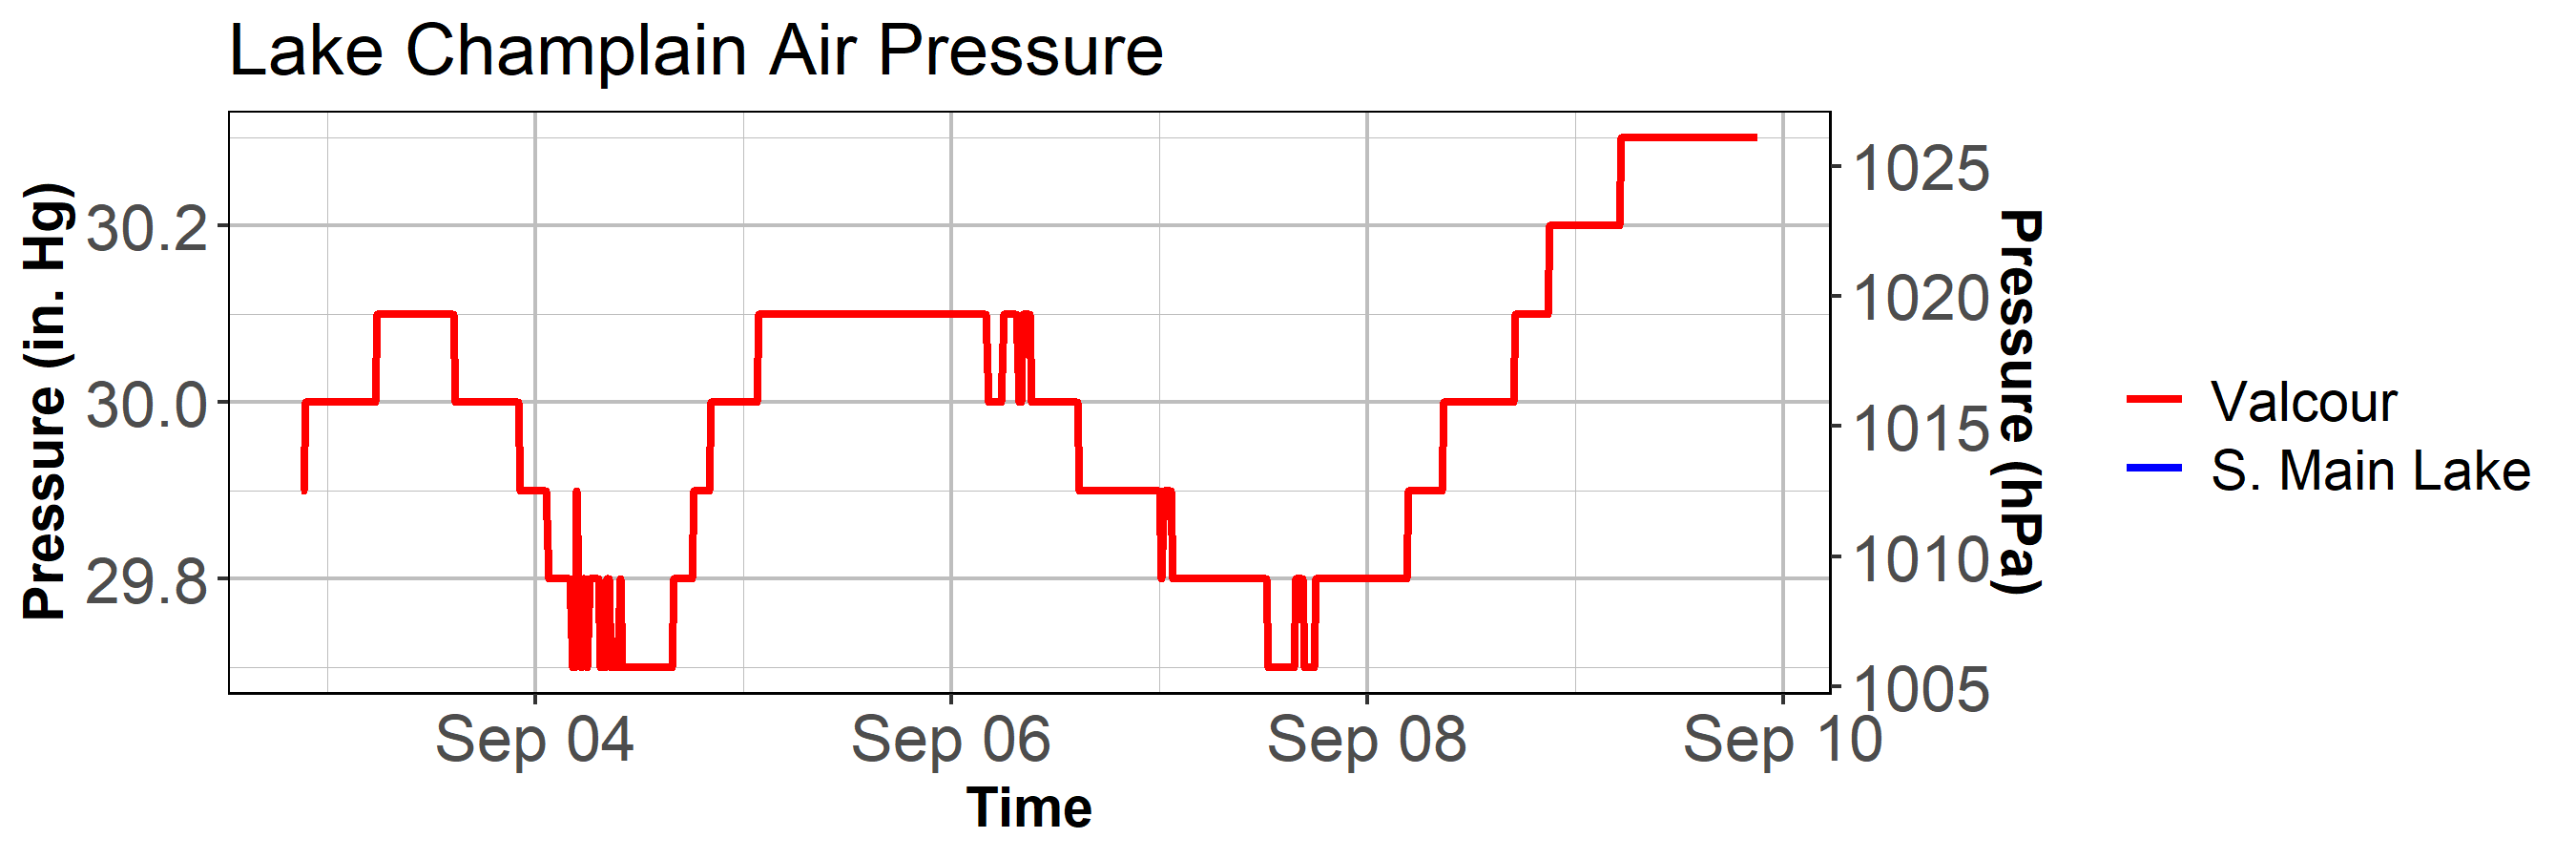 Lake Champlain Air Pressure
Pressure (in. Hg)
30.2
30.0
29.8
1025
1020
1015
1010
1005
Pressure (hPa)
Sep 04
Sep 06
Sep 08
Sep 10
Time
Valcour
S. Main Lake